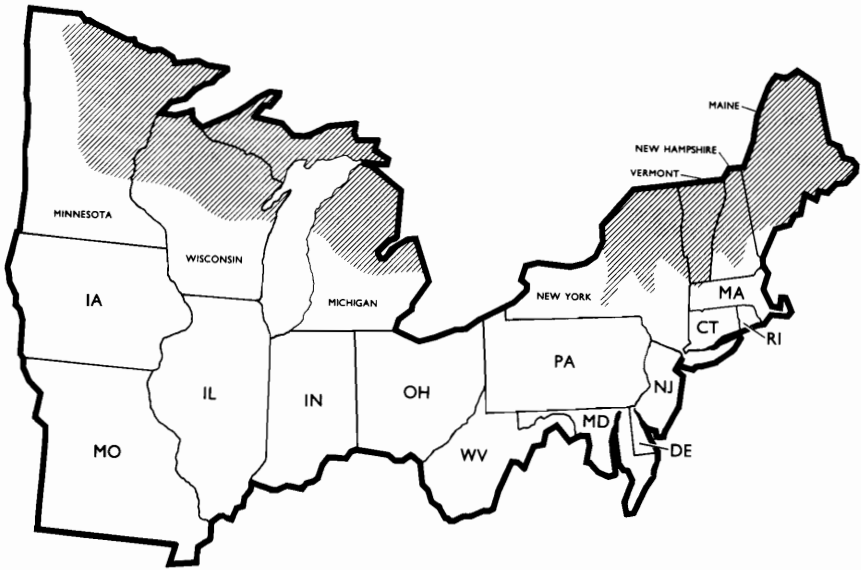 MAINE
NEW HAMPSHIRE
VERMONT
MINNESOTA
WISCONSIN
MICHIGAN
NEW YORK
IA
MA
CT
RI
PA
NJ
IL
IN
OH
MD
DE
WV
MO